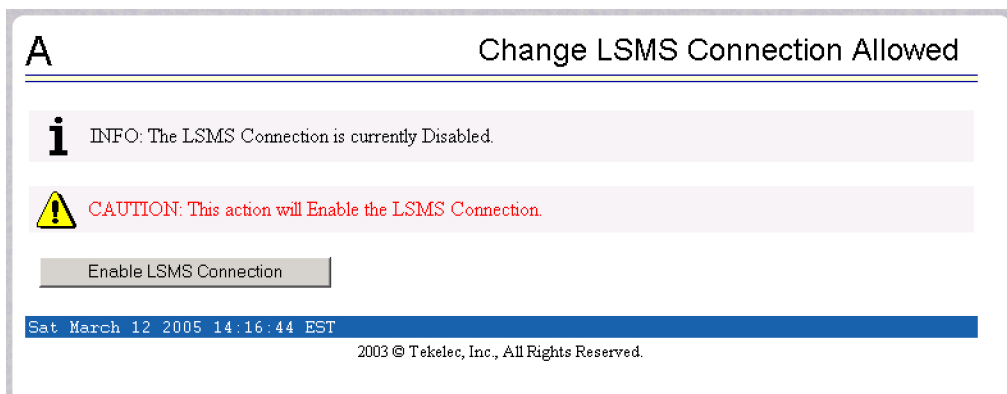 A
Change LSMS Connection Allowed
INFO: The LSMS Connection is currently Disabled.
CAUTION: This action will Enable the LSMS Connection.
Enable LSMS Connection
Sat March 12 2005 14:16:44 EST
2003 © Tekelec, Inc., All Rights Reserved.